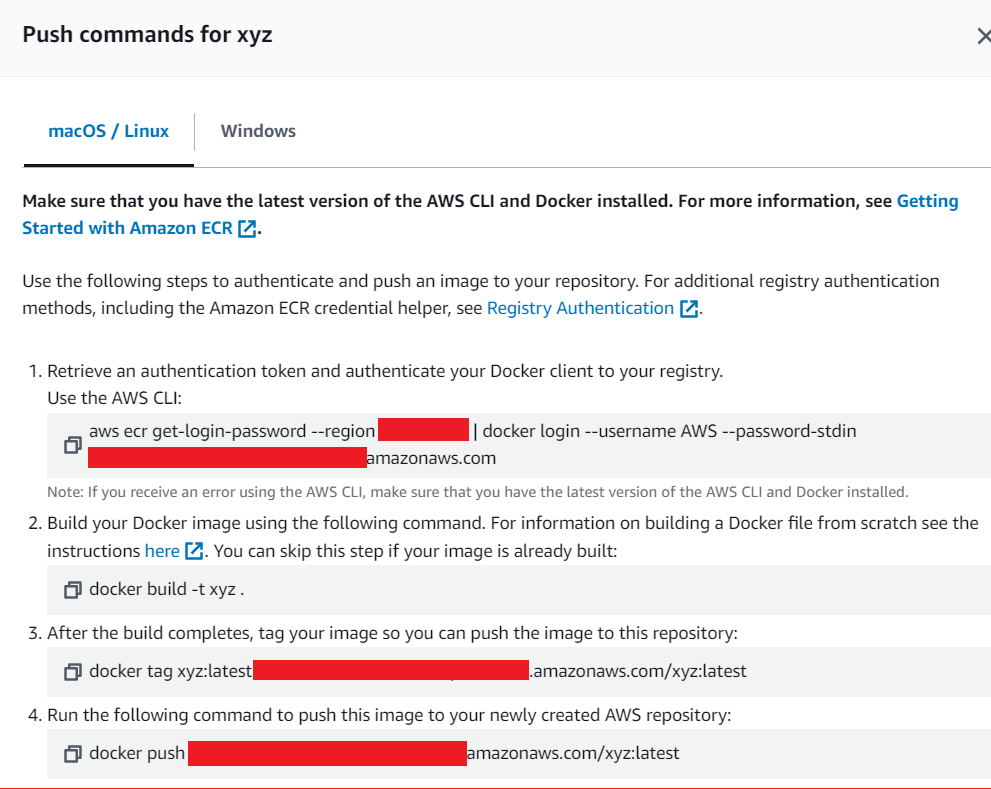 Push commands for xyz
macOS / Linux
Windows
Make sure that you have the latest version of the AWS CLI and Docker installed. For more information, see Getting
Started with Amazon ECR.
Use the following steps to authenticate and push an image to your repository. For additional registry authentication
methods, including the Amazon ECR credential helper, see Registry Authentication.
1. Retrieve an authentication token and authenticate your Docker client to your registry.
Use the AWS CLI:
aws ecr get-login-password --region | docker login --username AWS --password-stdin
amazonaws.com
Note: If you receive an error using the AWS CLI, make sure that you have the latest version of the AWS CLI and Docker installed.
2. Build your Docker image using the following command. For information on building a Docker file from scratch see the
instructions here. You can skip this step if your image is already built:
docker build -t xyz .
3. After the build completes, tag your image so you can push the image to this repository:
docker tag xyz:latest .amazonaws.com/xyz:latest
4. Run the following command to push this image to your newly created AWS repository:
docker push amazonaws.com/xyz:latest